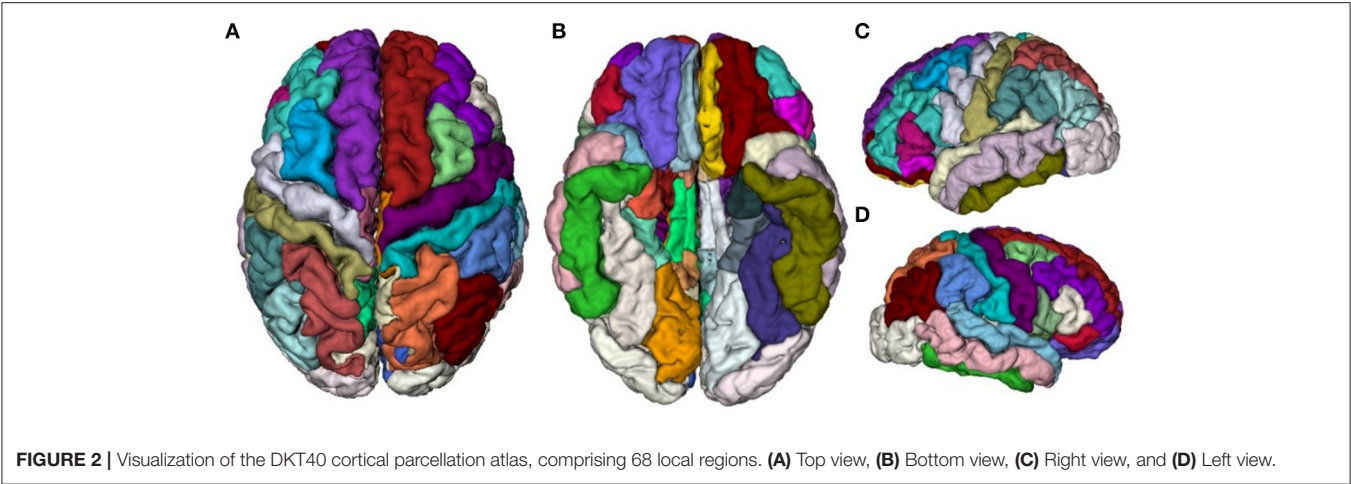 A
B
C
D
FIGURE 2 | Visualization of the DKT40 cortical parcellation atlas, comprising 68 local regions. (A) Top view, (B) Bottom view, (C) Right view, and (D) Left view.